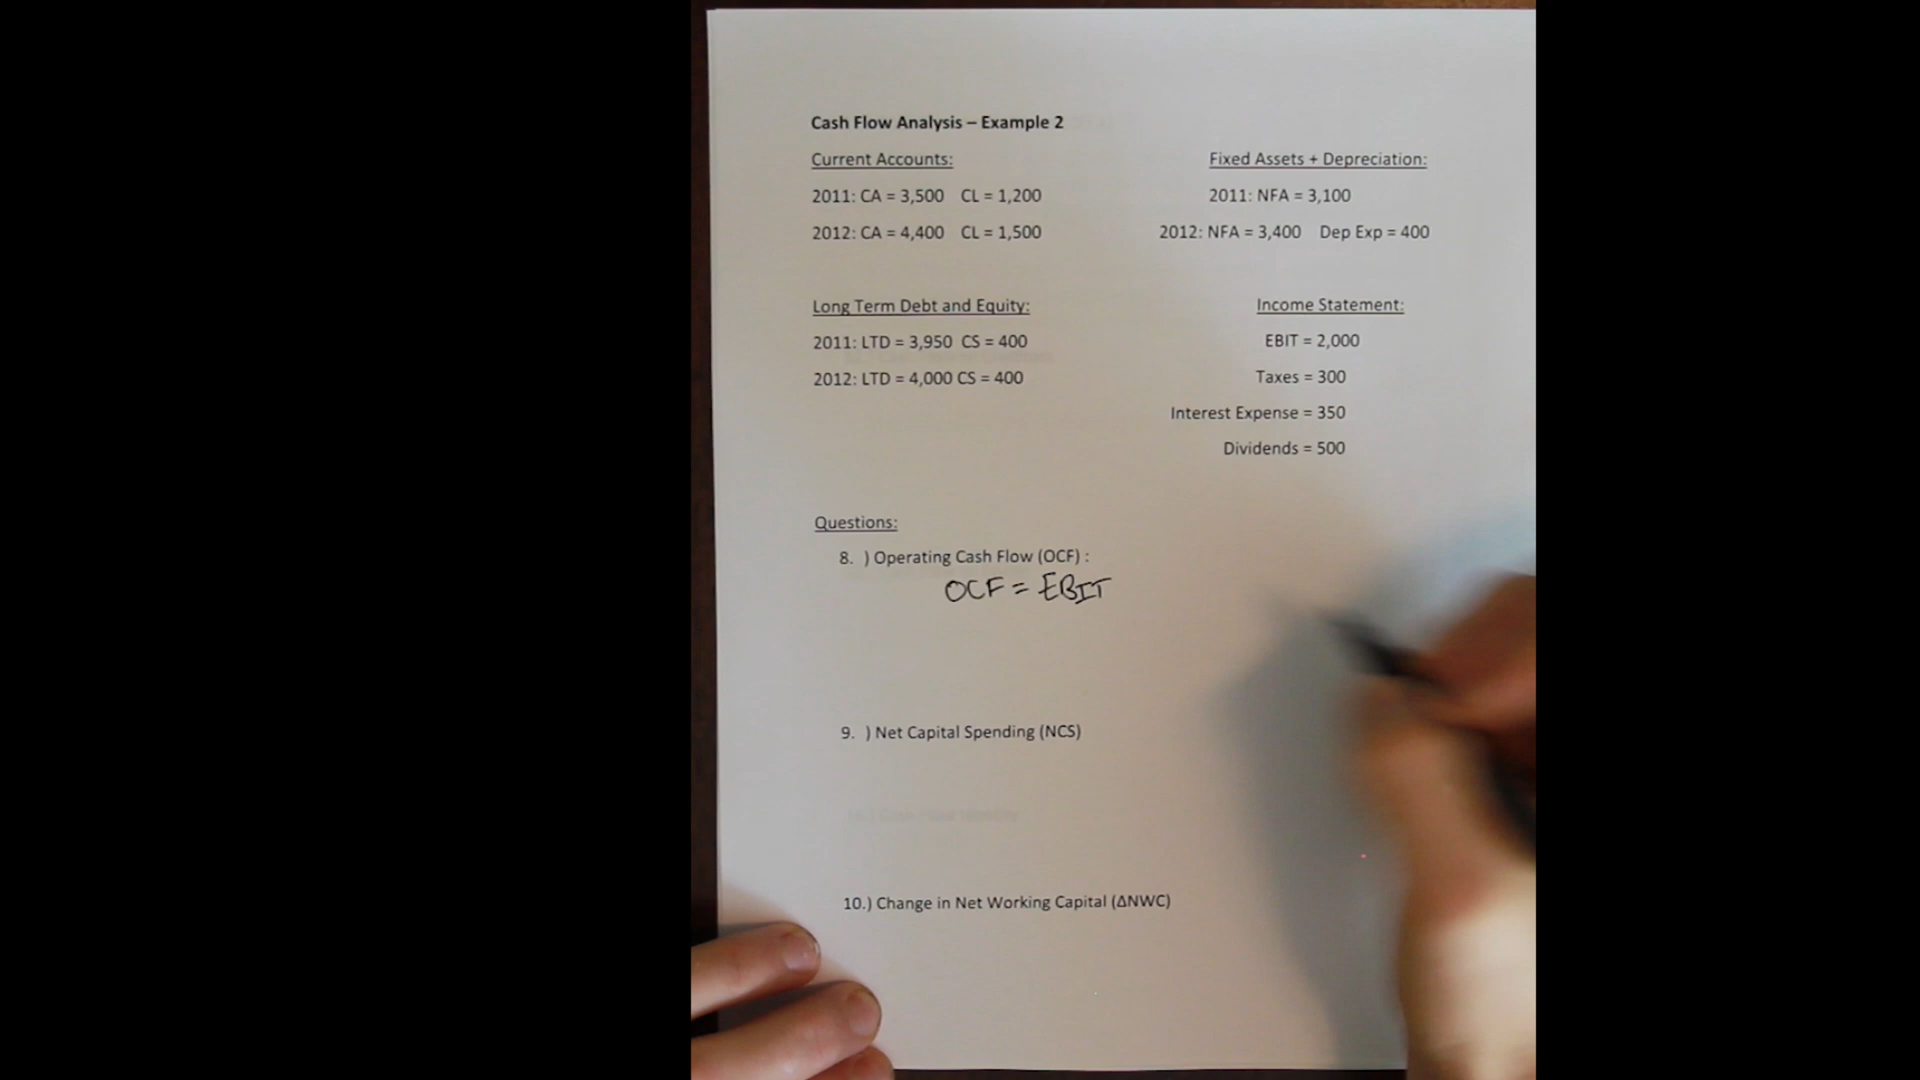 Cash Flow Analysis – Example 2
Current Accounts:
2011: CA = 3,500 CL = 1,200
2012: CA = 4,400 CL = 1,500
Fixed Assets + Depreciation:
2011: NFA = 3,100
2012: NFA = 3,400 Dep Exp = 400
Long Term Debt and Equity:
2011: LTD = 3,950 CS = 400
2012: LTD = 4,000 CS = 400
Income Statement:
EBIT = 2,000
Taxes = 300
Interest Expense = 350
Dividends = 500
Questions:
8. ) Operating Cash Flow (OCF) :
OCF = EBIT
9. ) Net Capital Spending (NCS)
10.) Change in Net Working Capital (ΔNWC)